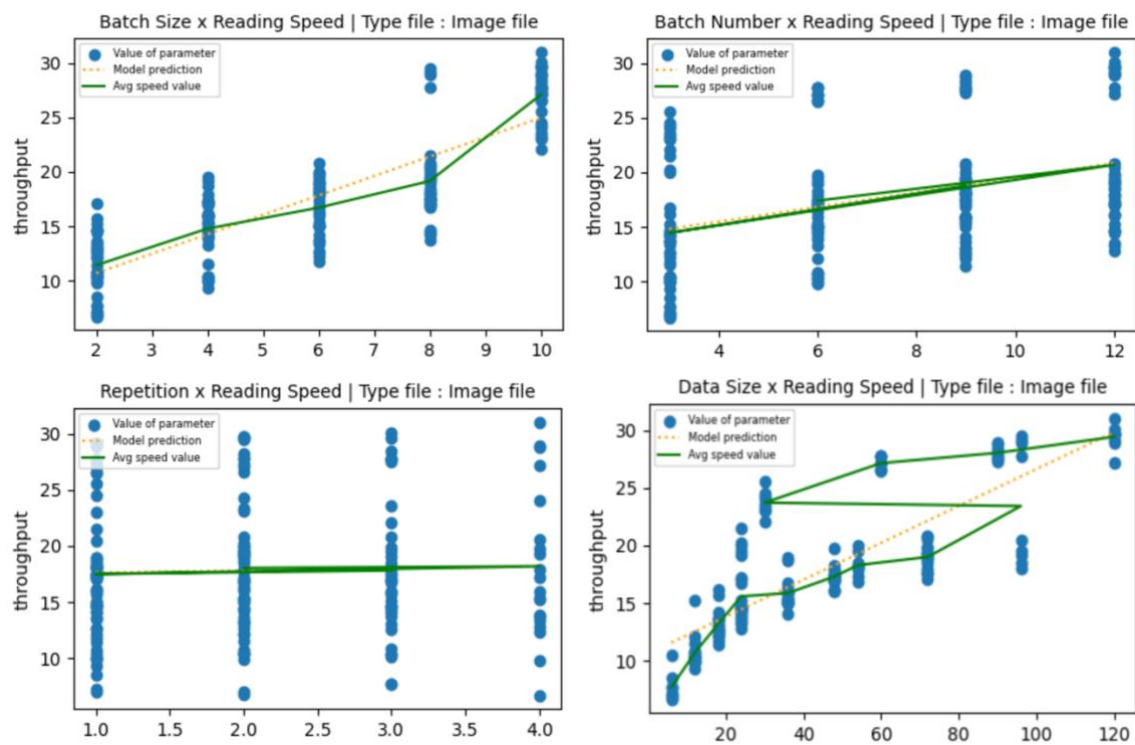 Batch Size x Reading Speed | Type file : Image file
Value of parameter
Model prediction
Avg speed value
throughput
30
25
20
15
10
2 3 4 5 6 7 8 9 10
Batch Number x Reading Speed | Type file : Image file
Value of parameter
Model prediction
Avg speed value
throughput
30
25
20
15
10
4 6 8 10 12
Repetition x Reading Speed | Type file : Image file
Value of parameter
Model prediction
Avg speed value
throughput
30
25
20
15
10
1.0 1.5 2.0 2.5 3.0 3.5 4.0
Data Size x Reading Speed | Type file : Image file
Value of parameter
Model prediction
Avg speed value
throughput
30
25
20
15
10
20 40 60 80 100 120